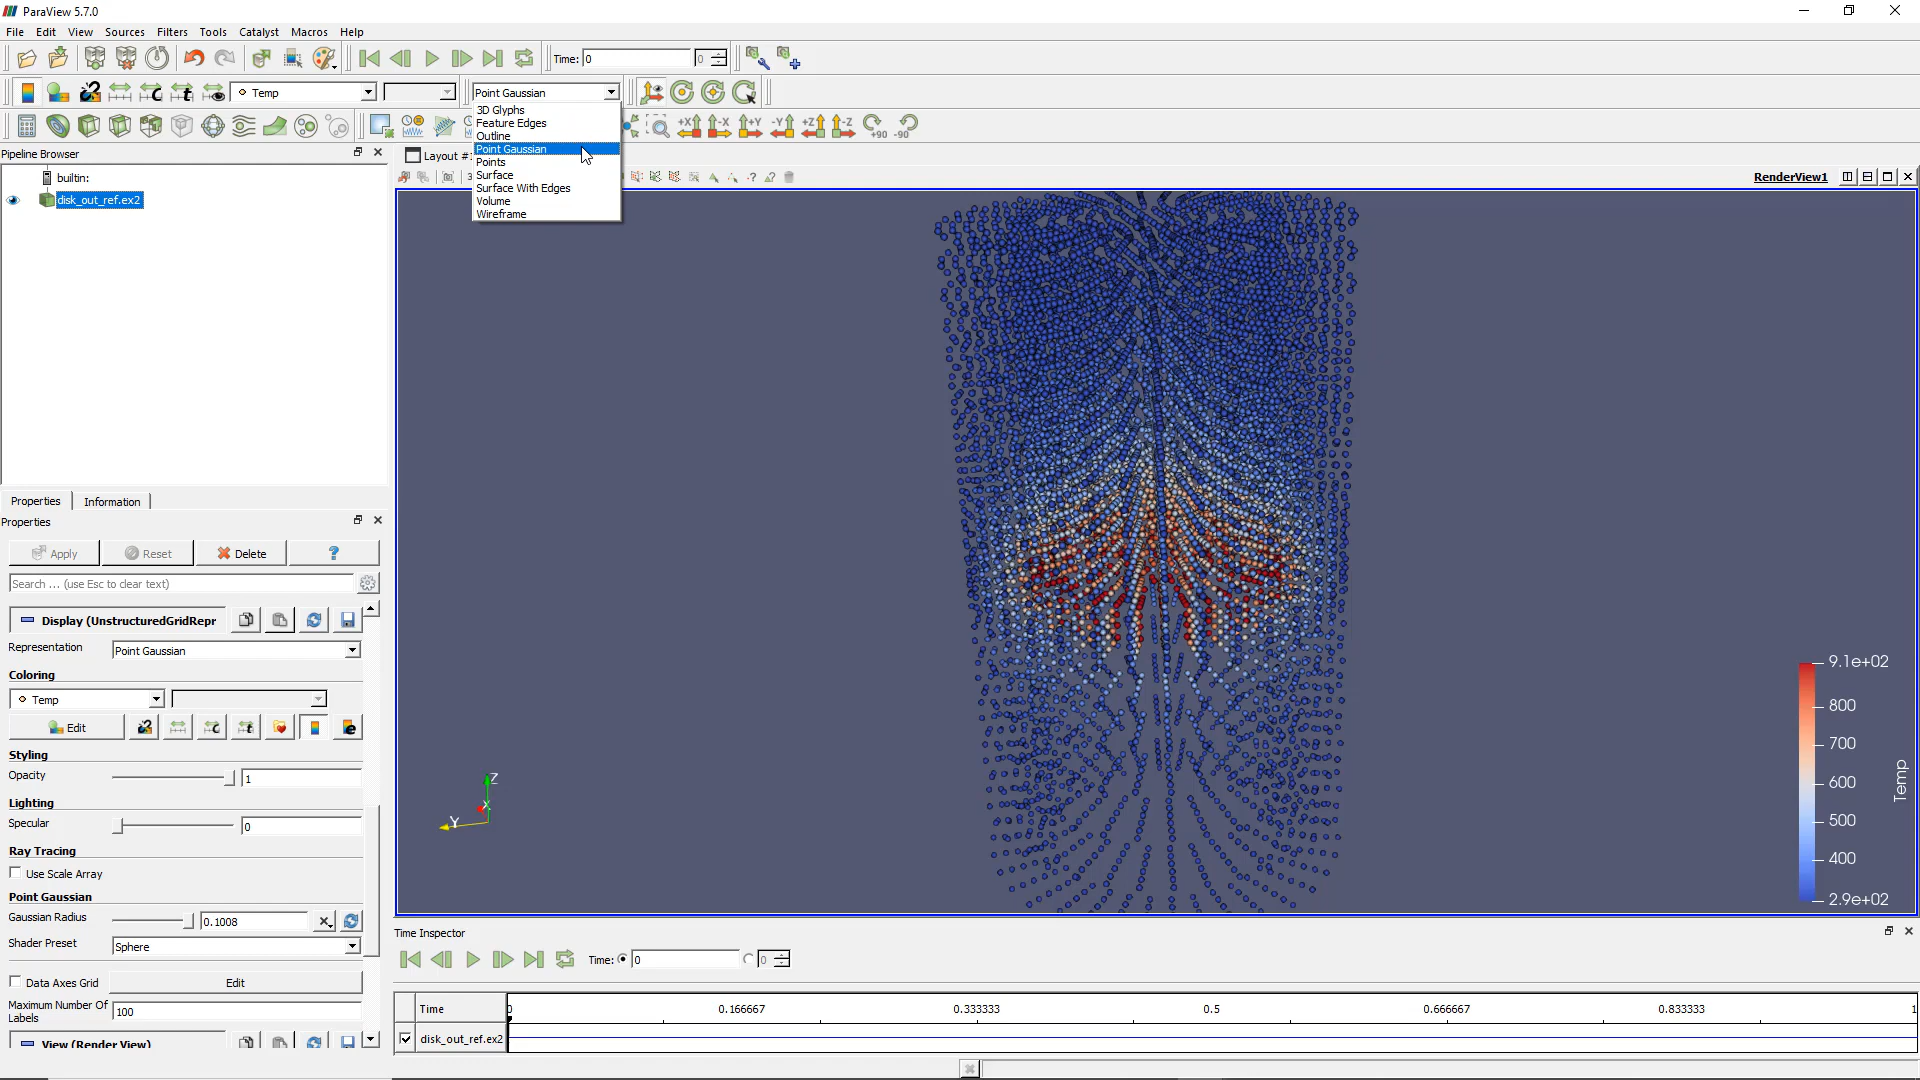 ParaView 5.7.0
File Edit View Sources Filters Tools Catalyst Macros Help
Time: 0 0
Temp
Point Gaussian
3D Glyphs
Feature Edges
Outline
Point Gaussian
Points
Surface
Surface With Edges
Volume
Wireframe
+X -X +Y -Y +Z -Z +90 -90
Pipeline Browser
builtin:
disk_out_ref.ex2
Layout #1
RenderView1
Properties Information
Properties
Apply Reset Delete ?
Search ... (use Esc to clear text)
Display (UnstructuredGridRepr
Representation Point Gaussian
Coloring
Temp
Edit
Styling
Opacity 1
Lighting
Specular 0
Ray Tracing
Use Scale Array
Point Gaussian
Gaussian Radius 0.1008
Shader Preset Sphere
Data Axes Grid Edit
Maximum Number Of
Labels 100
View (Render View)
Z
X
Y
9.1e+02
800
700
600
500
400
2.9e+02
Temp
Time Inspector
Time: 0 0
Time 0 0.166667 0.333333 0.5 0.666667 0.833333 1
disk_out_ref.ex2